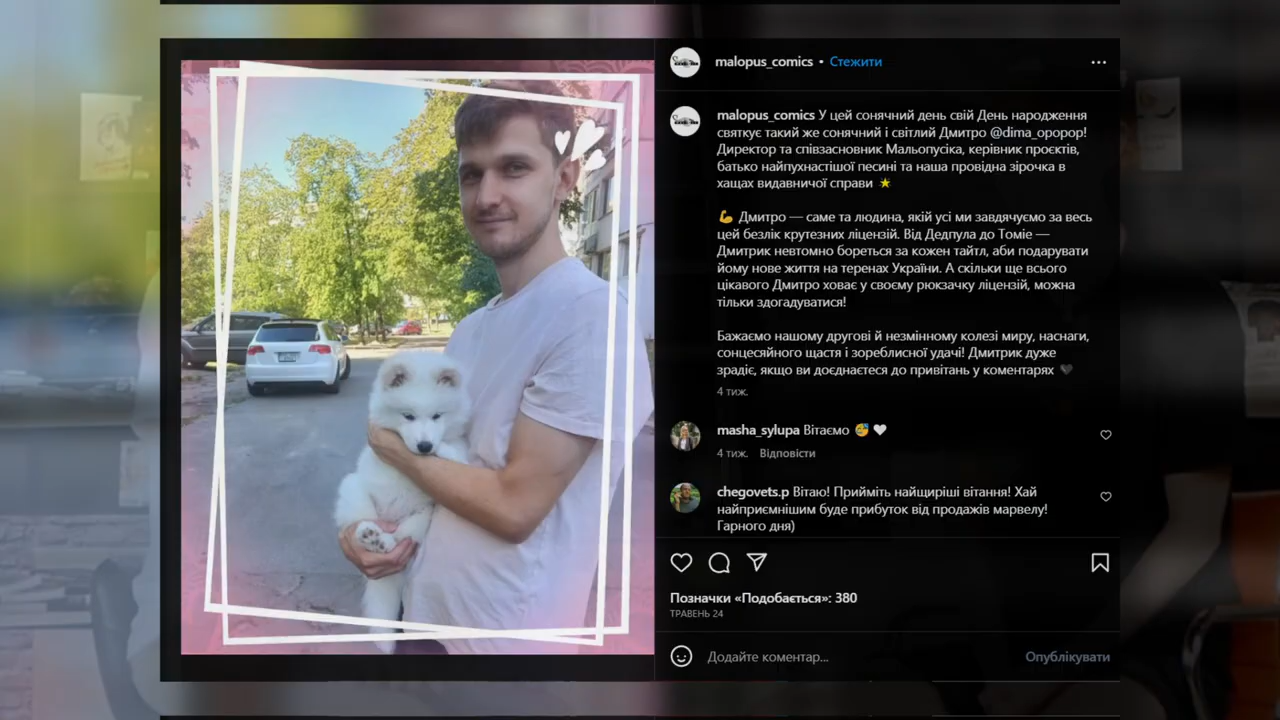 malopus_comics • Стежити
malopus_comics У цей сонячний день свій День народження
святкує такий же сонячний і світлий Дмитро @dima_opopop!
Директор та співзасновник Мальопусіка, керівник проєктів,
батько найпухнастішої песині та наша провідна зірочка в
хащах видавничої справи ⭐
💪 Дмитро — саме та людина, якій усі ми завдячуємо за весь
цей безлік крутезних ліцензій. Від Дедпула до Томіе —
Дмитрик невтомно бореться за кожен тайтл, аби подарувати
йому нове життя на теренах України. А скільки ще всього
цікавого Дмитро ховає у своєму рюкзачку ліцензій, можна
тільки здогадуватися!
Бажаємо нашому другові й незмінному колезі миру, наснаги,
сонцесяйного щастя і зореблисної удачі! Дмитрик дуже
зрадіє, якщо ви доєднаєтеся до привітань у коментарях 🖤
4 тиж.
masha_sylupa Вітаємо 🥳🤍
4 тиж. Відповісти
chegovets.p Вітаю! Прийміть найщиріші вітання! Хай
найприємнішим буде прибуток від продажів марвелу!
Гарного дня)
Позначки «Подобається»: 380
ТРАВЕНЬ 24
Додайте коментар...
Опублікувати